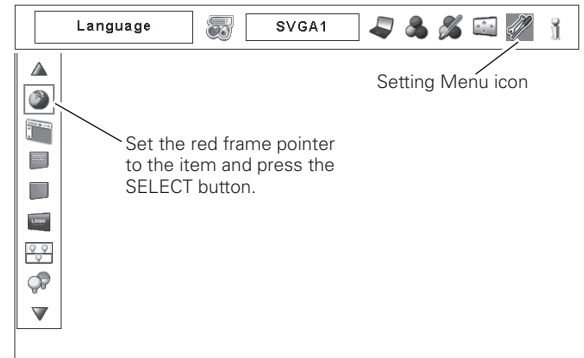 Language
SVGA1
Setting Menu icon
Set the red frame pointer
to the item and press the
SELECT button.
LOGO